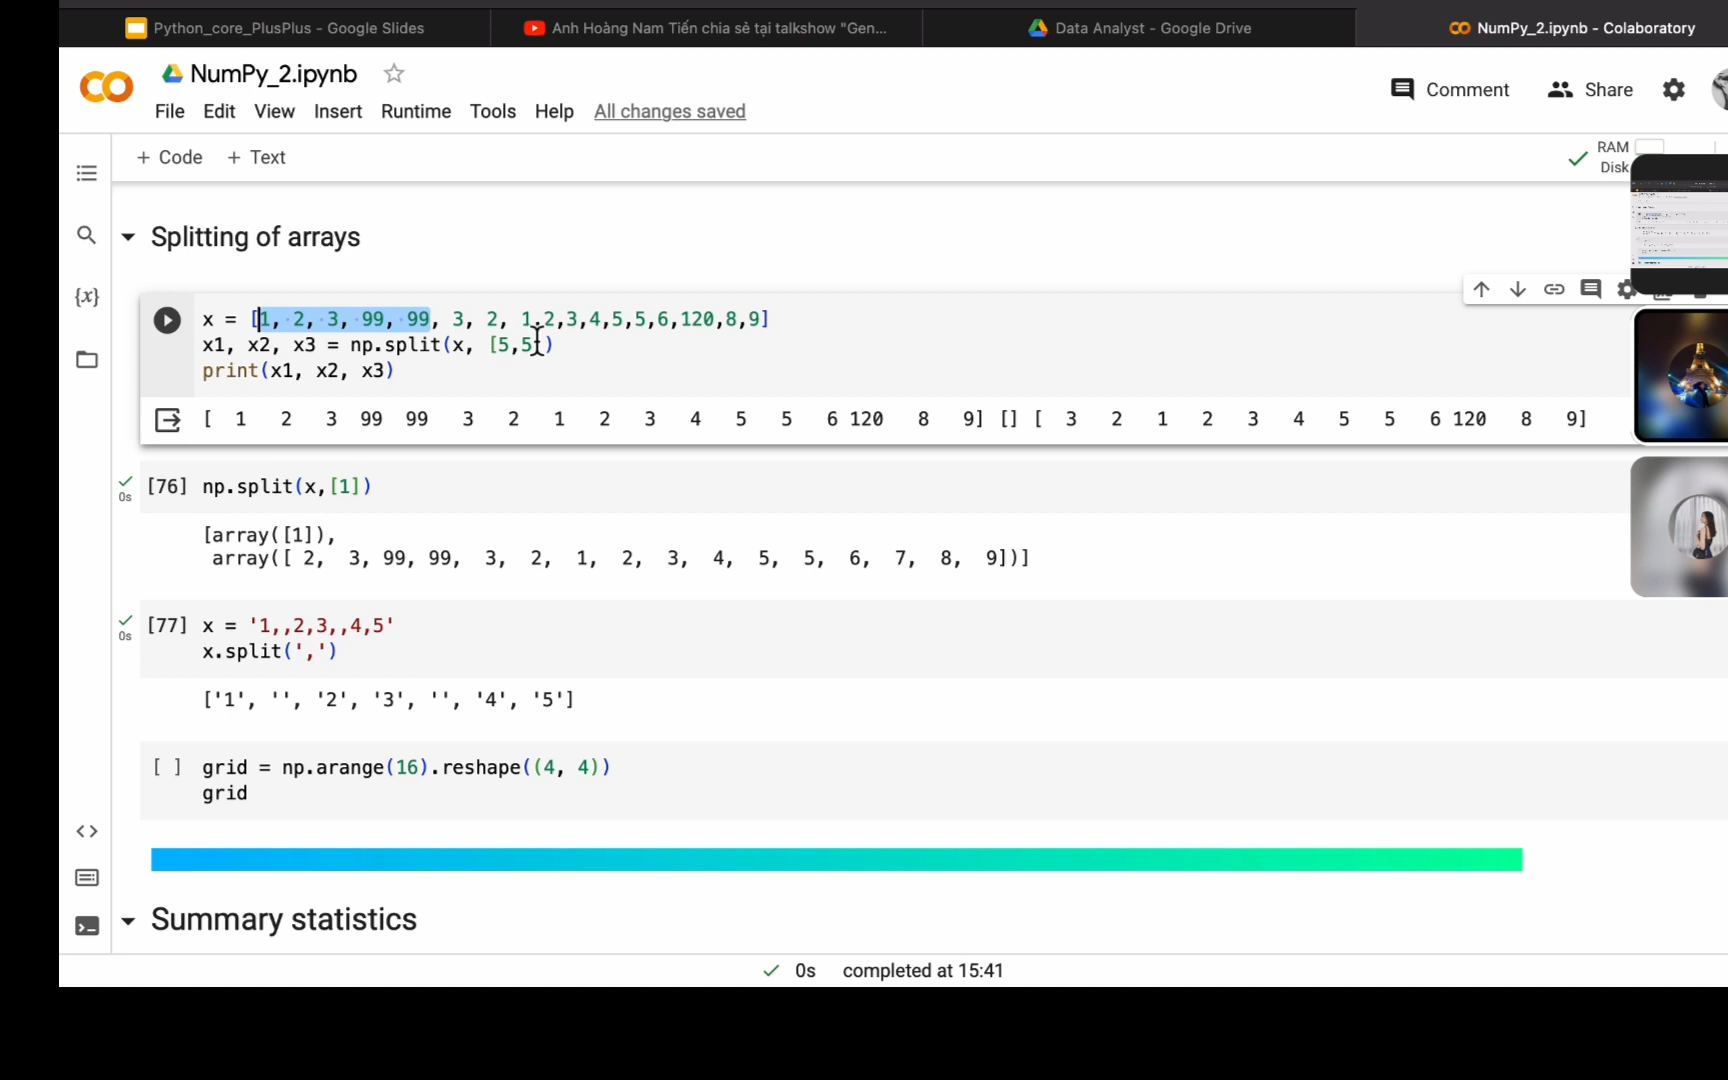 Python_core_PlusPlus - Google Slides
Anh Hoàng Nam Tiến chia sẻ tại talkshow "Gen...
Data Analyst - Google Drive
NumPy_2.ipynb - Colaboratory
NumPy_2.ipynb
File Edit View Insert Runtime Tools Help All changes saved
Comment Share
+ Code + Text
RAM
Disk
Splitting of arrays
x = [1, 2, 3, 99, 99, 3, 2, 1,2,3,4,5,5,6,120,8,9]
x1, x2, x3 = np.split(x, [5,5])
print(x1, x2, x3)
[ 1 2 3 99 99 3 2 1 2 3 4 5 5 6 120 8 9] [] [ 3 2 1 2 3 4 5 5 6 120 8 9]
0s
[76] np.split(x,[1])
[array([1]),
array([ 2, 3, 99, 99, 3, 2, 1, 2, 3, 4, 5, 5, 6, 7, 8, 9])]
0s
[77] x = '1,,2,3,,4,5'
x.split(',')
['1', '', '2', '3', '', '4', '5']
[ ] grid = np.arange(16).reshape((4, 4))
grid
Summary statistics
0s completed at 15:41